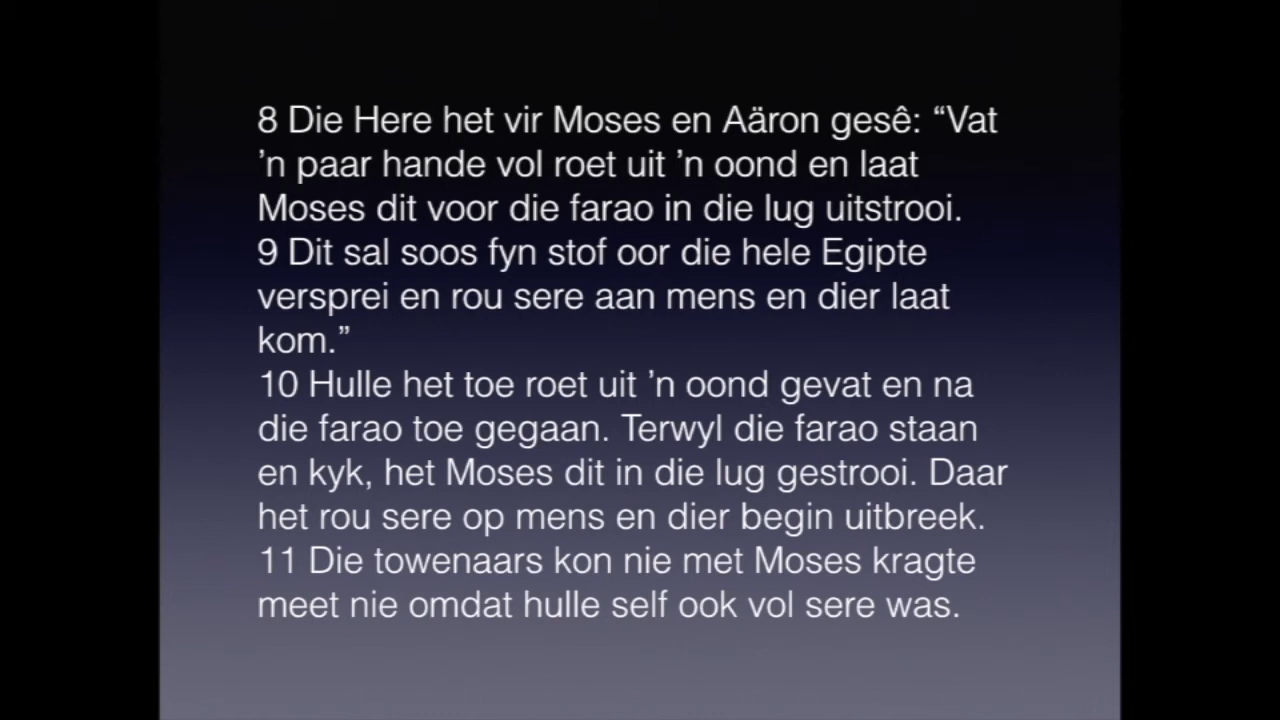 8 Die Here het vir Moses en Aäron gesê: “Vat
’n paar hande vol roet uit ’n oond en laat
Moses dit voor die farao in die lug uitstrooi.
9 Dit sal soos fyn stof oor die hele Egipte
versprei en rou sere aan mens en dier laat
kom.”
10 Hulle het toe roet uit ’n oond gevat en na
die farao toe gegaan. Terwyl die farao staan
en kyk, het Moses dit in die lug gestrooi. Daar
het rou sere op mens en dier begin uitbreek.
11 Die towenaars kon nie met Moses kragte
meet nie omdat hulle self ook vol sere was.